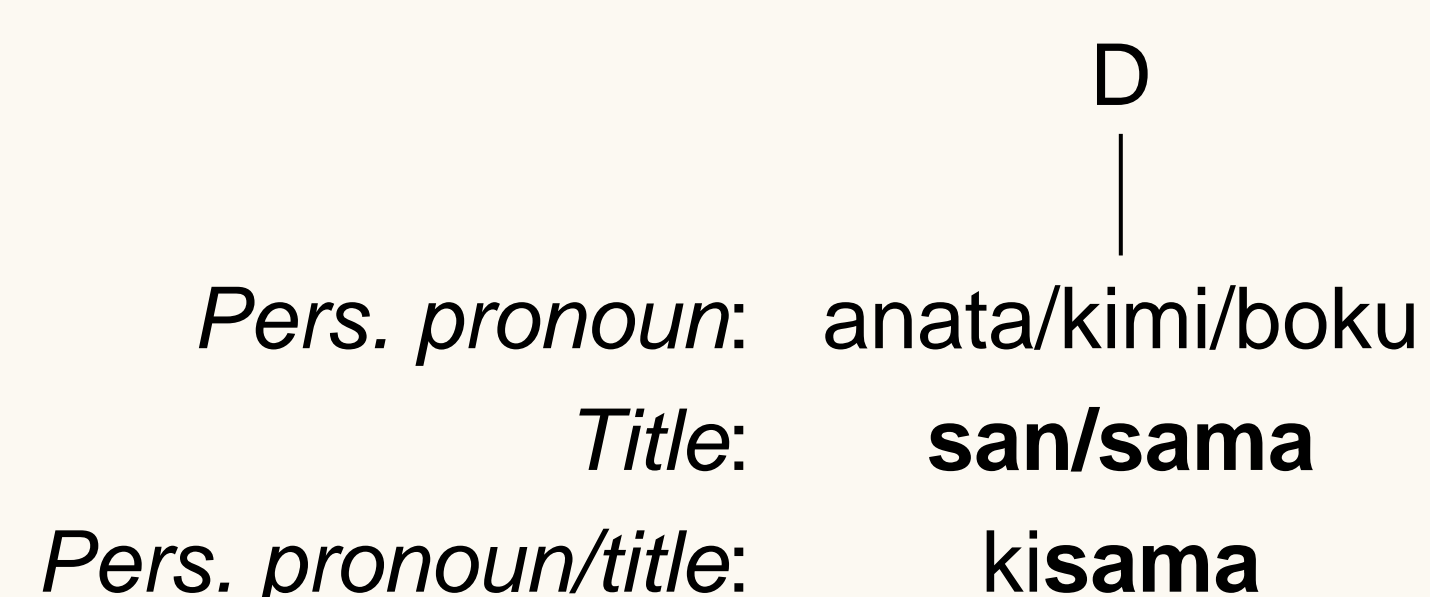 D
Pers. pronoun: anata/kimi/boku
Title: san/sama
Pers. pronoun/title: kisama